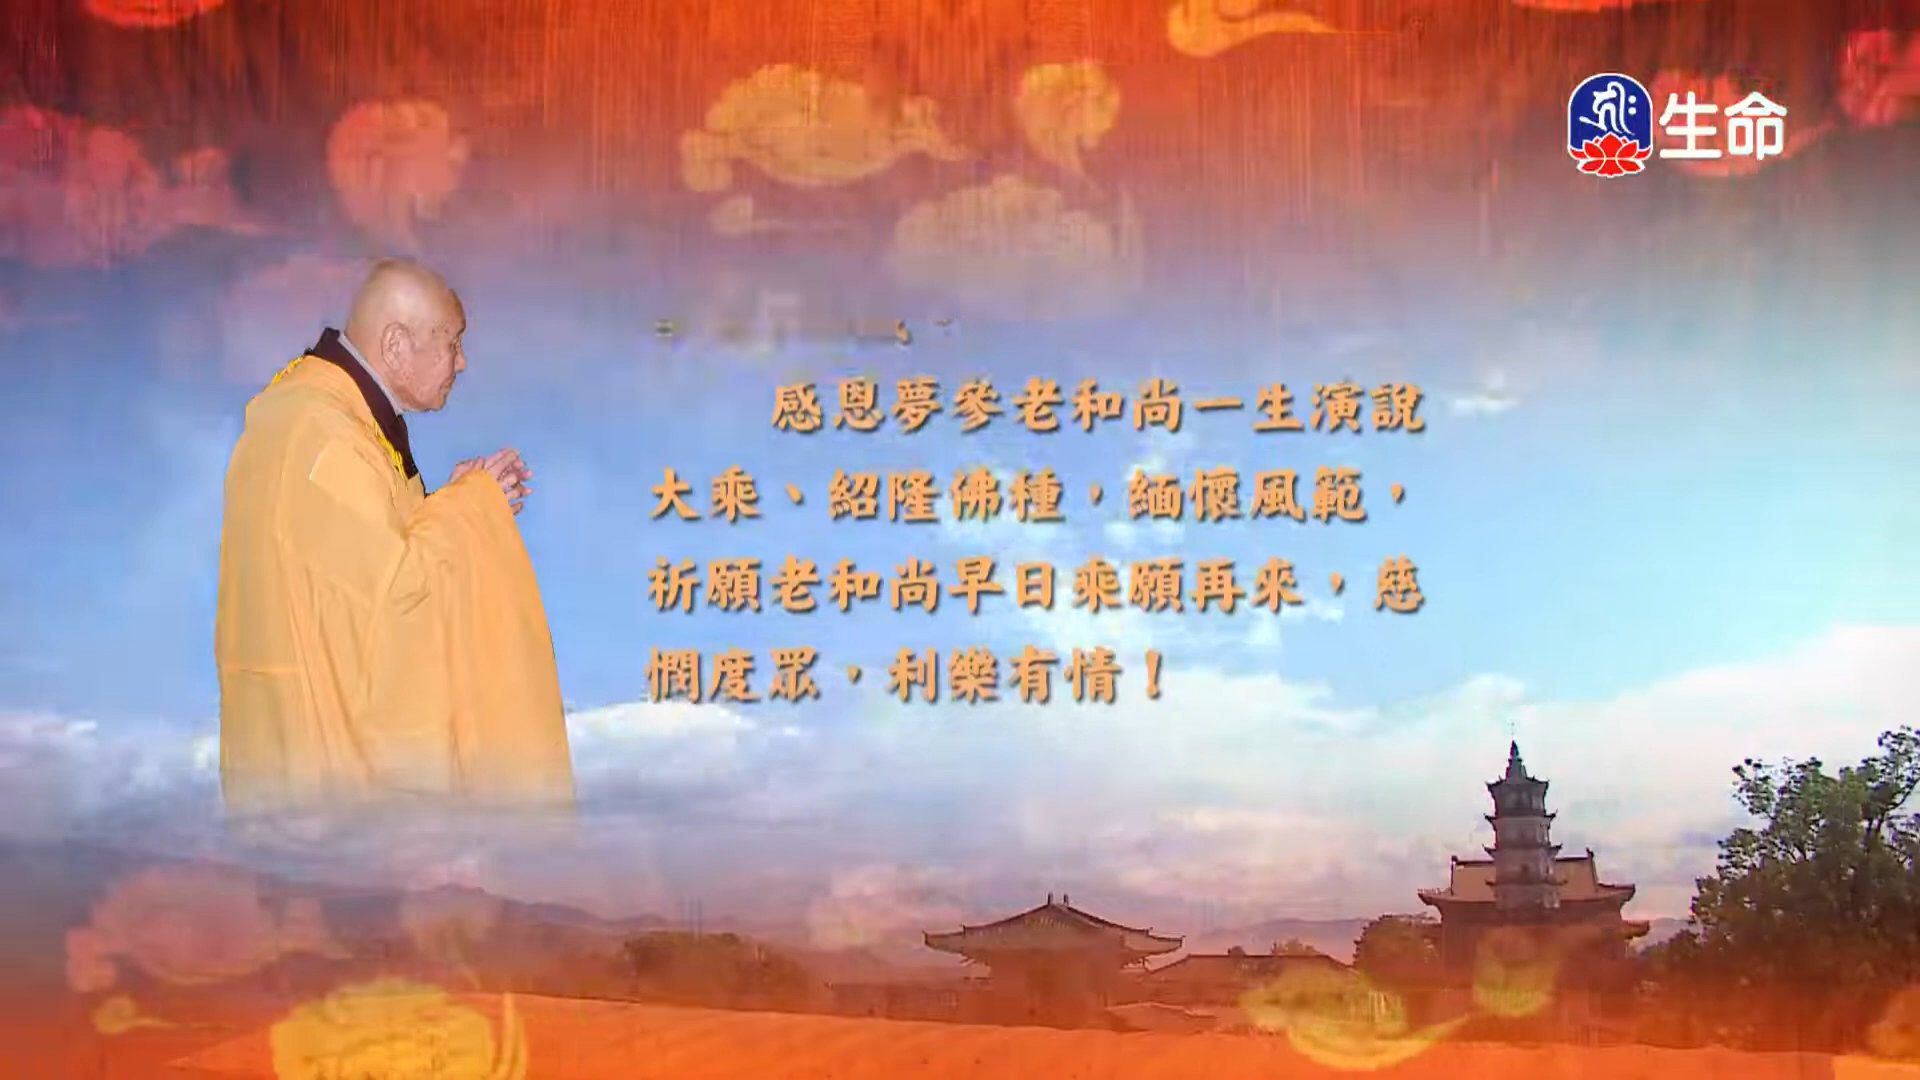 生命
感恩夢參老和尚一生演說
大乘、紹隆佛種，緬懷風範，
祈願老和尚早日乘願再來，慈
憫度眾，利樂有情！